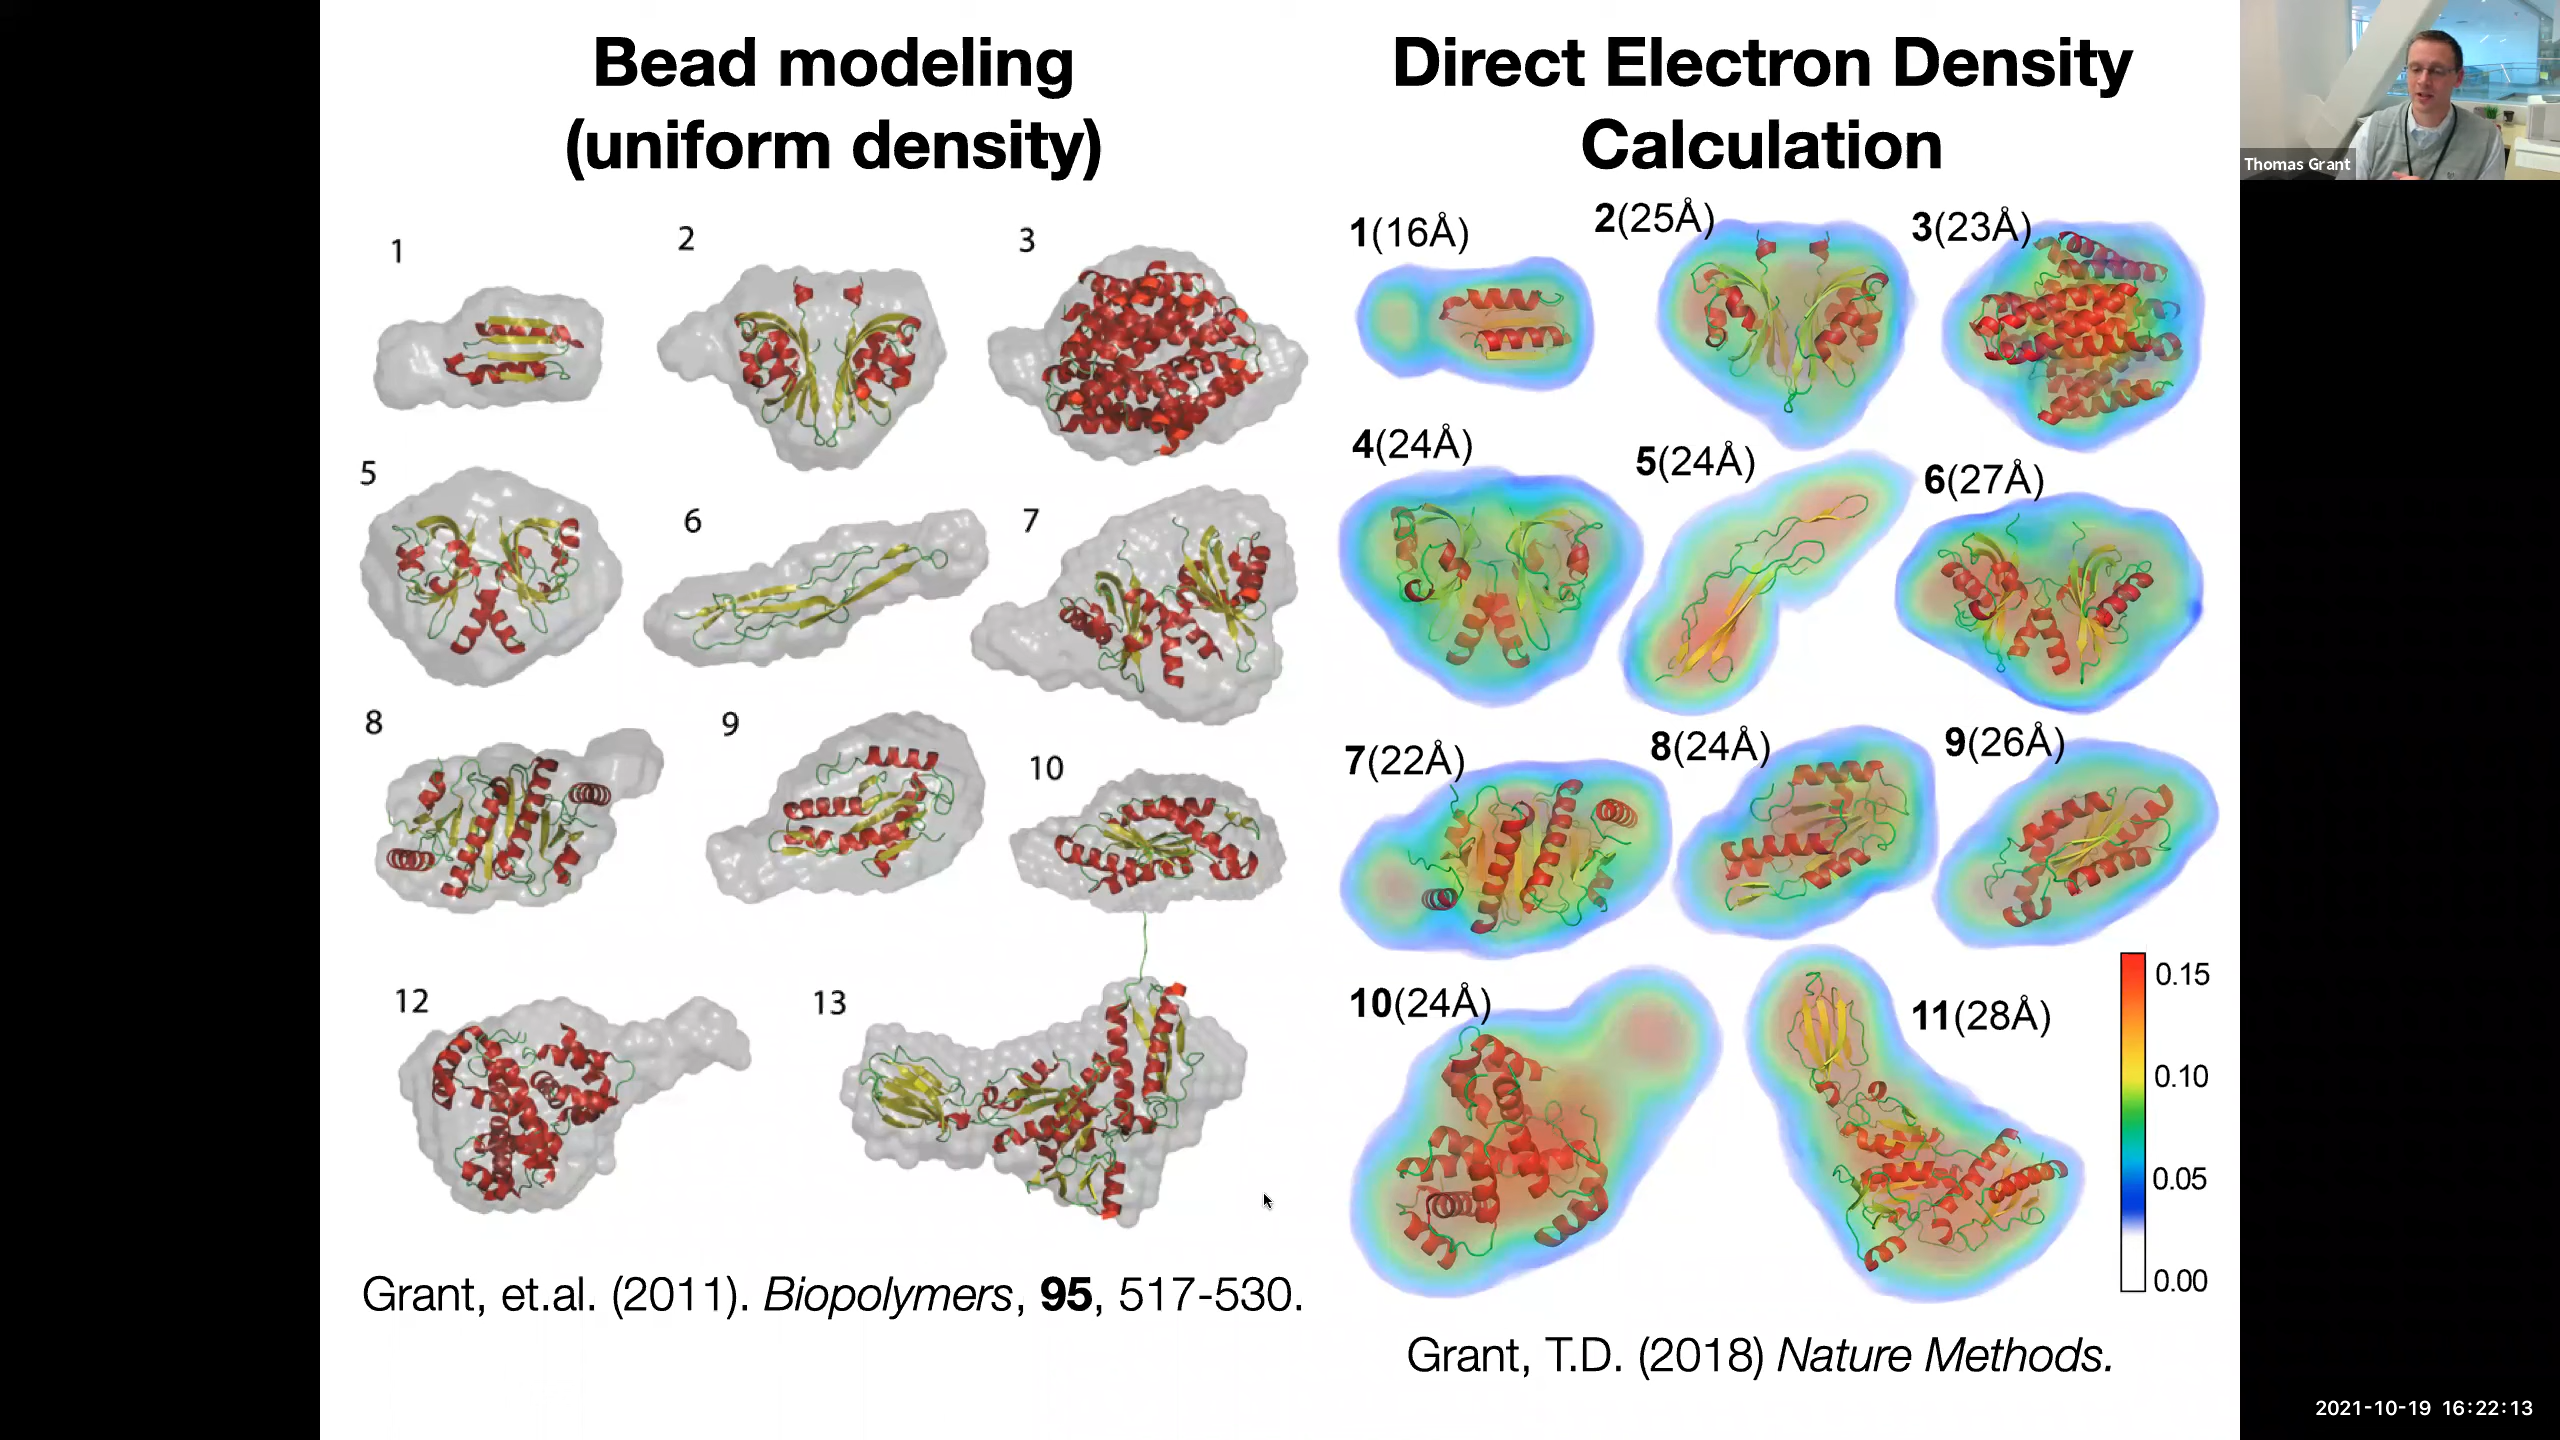 Bead modeling
(uniform density)
1
2
3
5
6
7
8
9
10
12
13
Grant, et.al. (2011). Biopolymers, 95, 517-530.
Direct Electron Density
Calculation
1(16Å)
2(25Å)
3(23Å)
4(24Å)
5(24Å)
6(27Å)
7(22Å)
8(24Å)
9(26Å)
10(24Å)
11(28Å)
0.15
0.10
0.05
0.00
Grant, T.D. (2018) Nature Methods.
Thomas Grant
2021-10-19 16:22:13